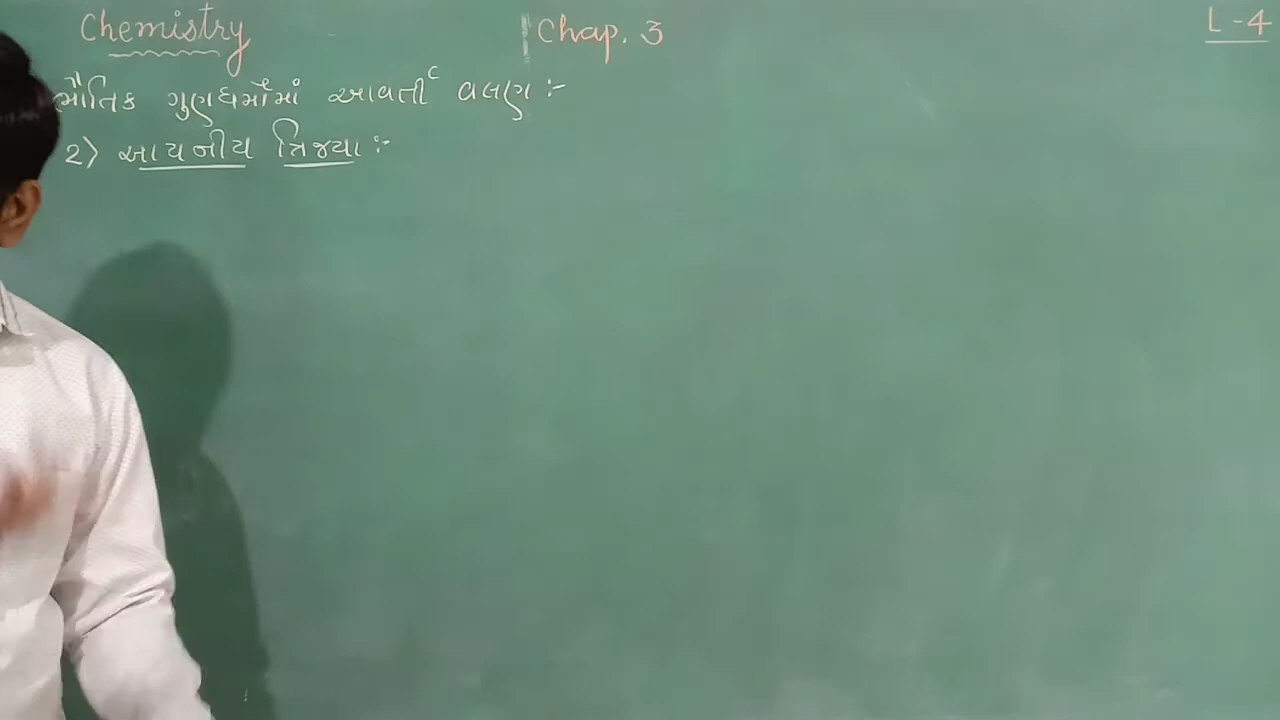 Chemistry Chap. 3 L-4
ભૌતિક ગુણધર્મોમાં આવર્તી વલણ :-
2) આયનીય ત્રિજ્યા :-